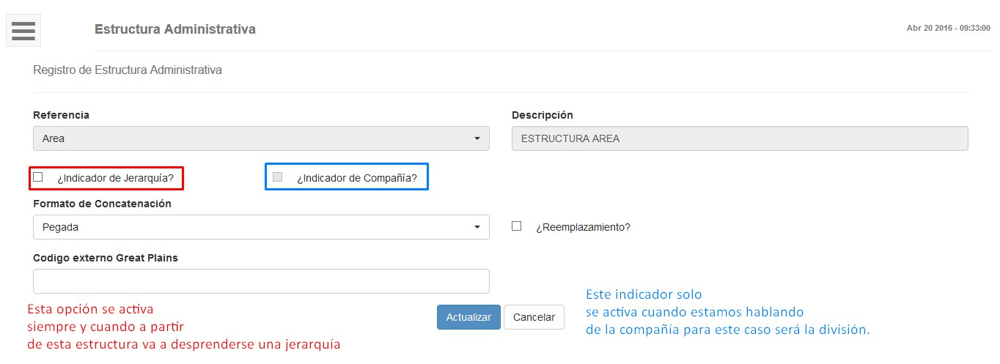 Estructura Administrativa
Abr 20 2016 - 09:33:00
Registro de Estructura Administrativa
Referencia
Descripción
Area
ESTRUCTURA AREA
¿Indicador de Jerarquía?
¿Indicador de Compañía?
Formato de Concatenación
Pegada
¿Reemplazamiento?
Codigo externo Great Plains
Esta opción se activa
siempre y cuando a partir
de esta estructura va a desprenderse una jerarquía
Actualizar
Cancelar
Este indicador solo
se activa cuando estamos hablando
de la compañía para este caso será la división.